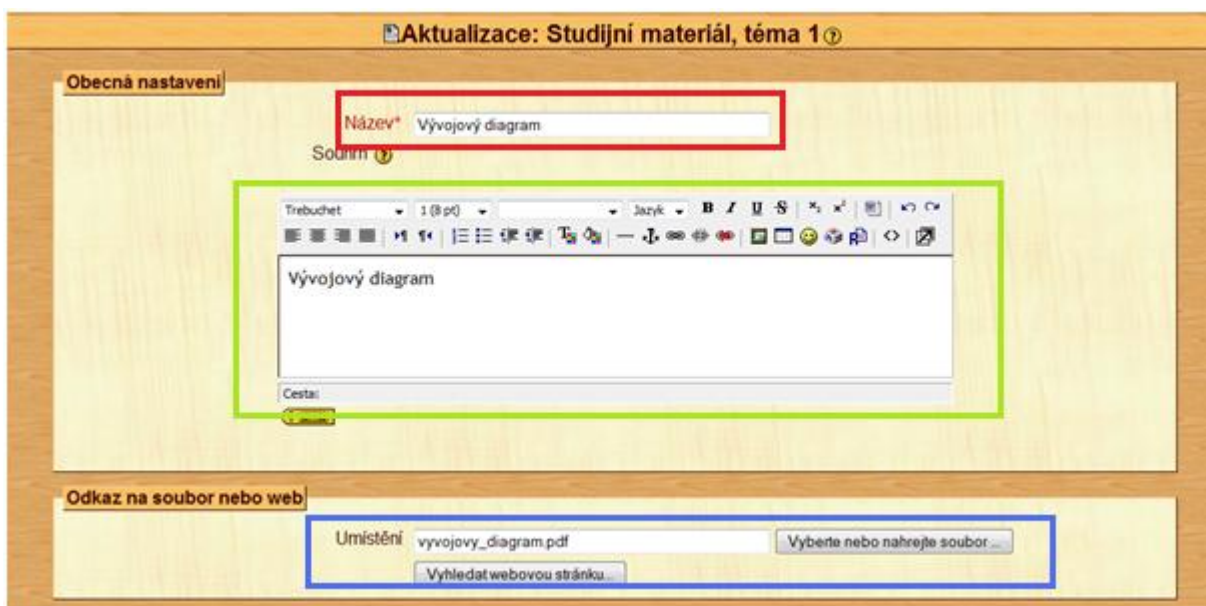 Aktualizace: Studijní materiál, téma 1
Obecná nastavení
Název* Vývojový diagram
Souhrn
Trebuchet 1 (8 pt) Jazyk B I U S
Vývojový diagram
Cesta:
Odkaz na soubor nebo web
Umístění vyvojovy_diagram.pdf Vyberte nebo nahrejte soubor ...
Vyhledat webovou stránku...